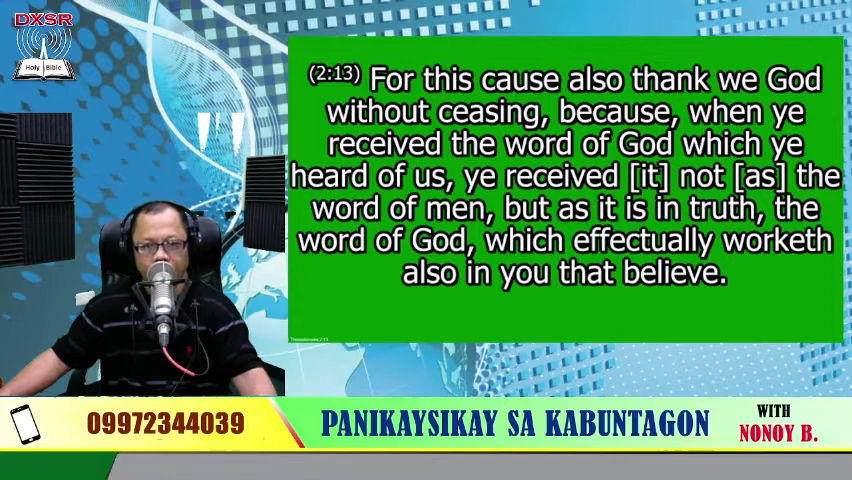 DXSR
Holy Bible
(2:13) For this cause also thank we God
without ceasing, because, when ye
received the word of God which ye
heard of us, ye received [it] not [as] the
word of men, but as it is in truth, the
word of God, which effectually worketh
also in you that believe.
09972344039
PANIKAYSIKAY SA KABUNTAGON
WITH
NONOY B.